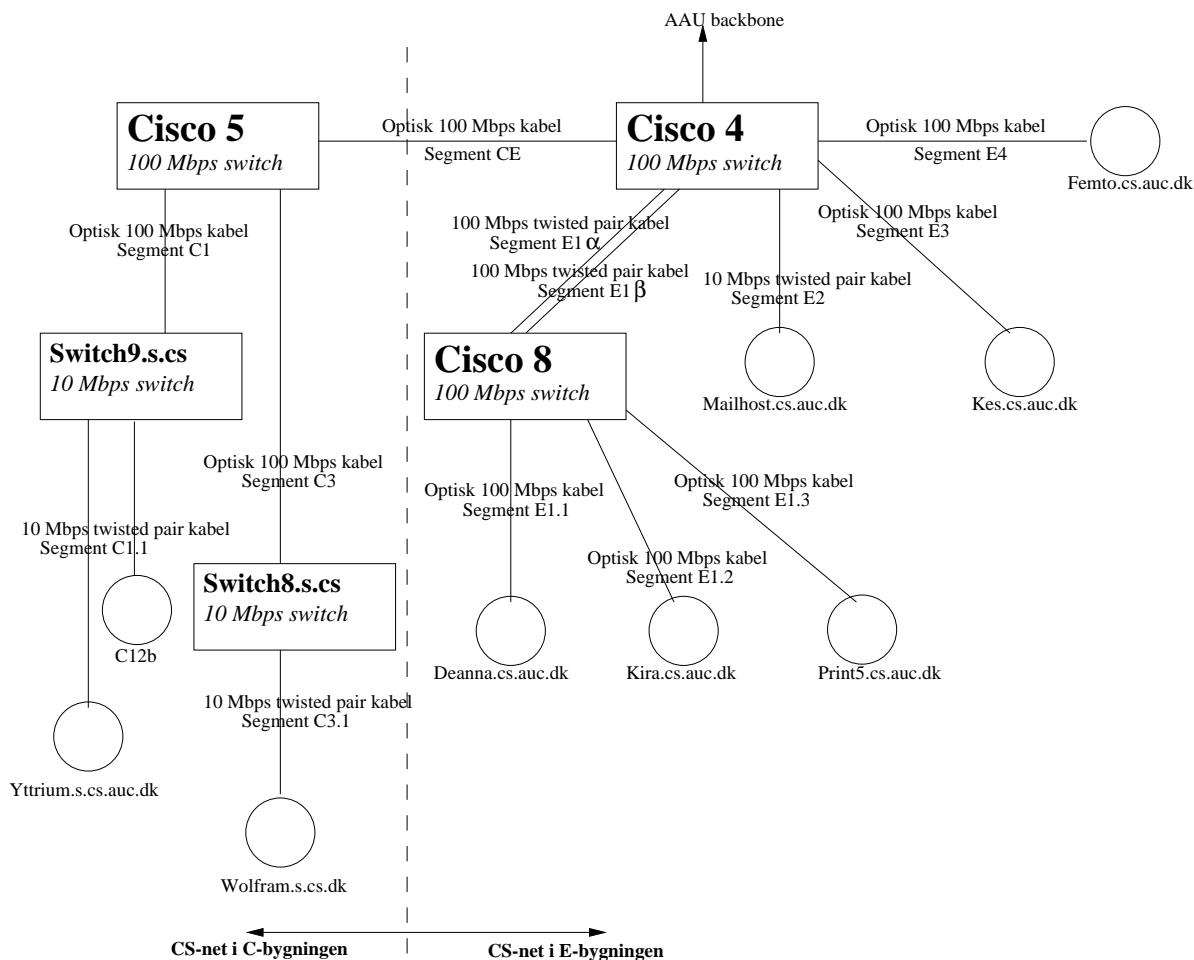 AAU backbone
Cisco 5
100 Mbps switch
Optisk 100 Mbps kabel
Segment CE
Cisco 4
100 Mbps switch
Optisk 100 Mbps kabel
Segment E4
Femto.cs.auc.dk
Optisk 100 Mbps kabel
Segment C1
100 Mbps twisted pair kabel
Segment E1 α
100 Mbps twisted pair kabel
Segment E1 β
10 Mbps twisted pair kabel
Segment E2
Optisk 100 Mbps kabel
Segment E3
Switch9.s.cs
10 Mbps switch
Cisco 8
100 Mbps switch
Mailhost.cs.auc.dk
Kes.cs.auc.dk
Optisk 100 Mbps kabel
Segment C3
Optisk 100 Mbps kabel
Segment E1.1
Optisk 100 Mbps kabel
Segment E1.3
10 Mbps twisted pair kabel
Segment C1.1
Optisk 100 Mbps kabel
Segment E1.2
Switch8.s.cs
10 Mbps switch
C12b
Deanna.cs.auc.dk
Kira.cs.auc.dk
Print5.cs.auc.dk
10 Mbps twisted pair kabel
Segment C3.1
Yttrium.s.cs.auc.dk
Wolfram.s.cs.dk
CS-net i C-bygningen
CS-net i E-bygningen